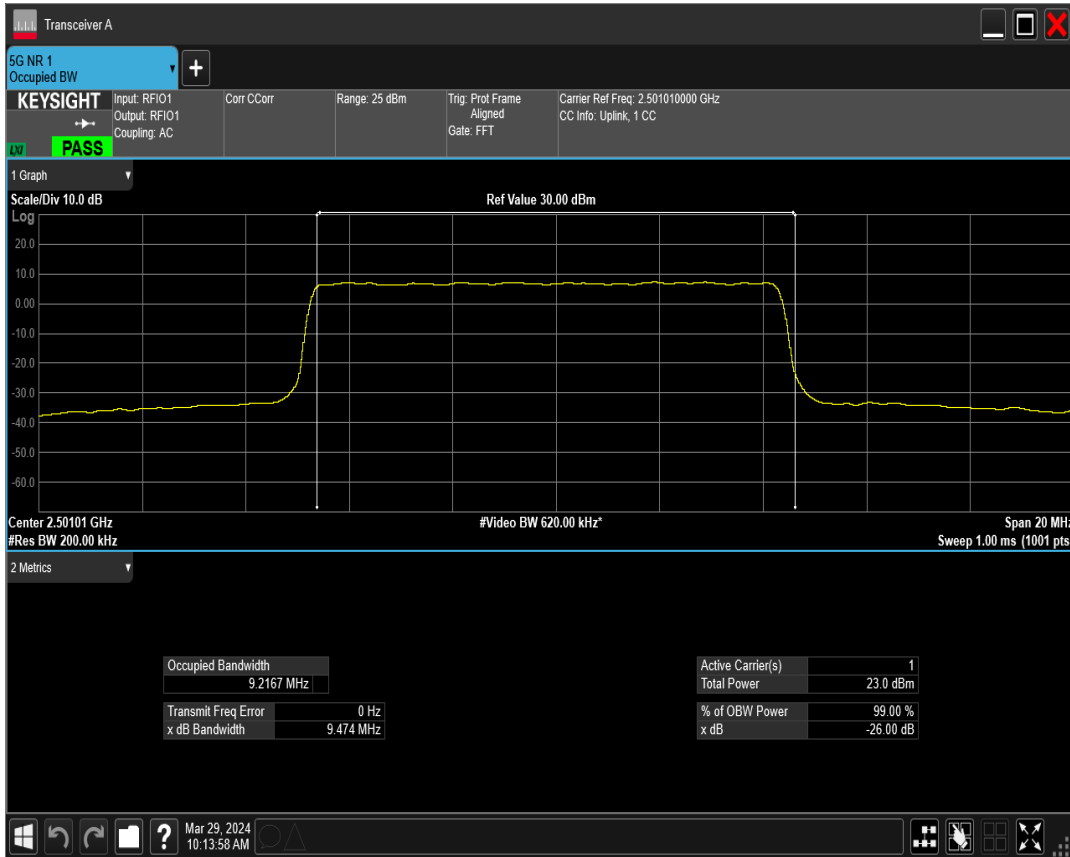 Transceiver A
5G NR 1
Occupied BW
KEYSIGHT
LXI
PASS
Input: RFIO1
Output: RFIO1
Coupling: AC
Corr CCorr
Range: 25 dBm
Trig: Prot Frame
Aligned
Gate: FFT
Carrier Ref Freq: 2.501010000 GHz
CC Info: Uplink, 1 CC
1 Graph
Scale/Div 10.0 dB
Ref Value 30.00 dBm
Log
20.0
10.0
0.00
-10.0
-20.0
-30.0
-40.0
-50.0
-60.0
Center 2.50101 GHz
#Video BW 620.00 kHz*
Span 20 MHz
#Res BW 200.00 kHz
Sweep 1.00 ms (1001 pts
2 Metrics
Occupied Bandwidth
9.2167 MHz
Transmit Freq Error 0 Hz
x dB Bandwidth 9.474 MHz
Active Carrier(s) 1
Total Power 23.0 dBm
% of OBW Power 99.00 %
x dB -26.00 dB
?
Mar 29, 2024
10:13:58 AM